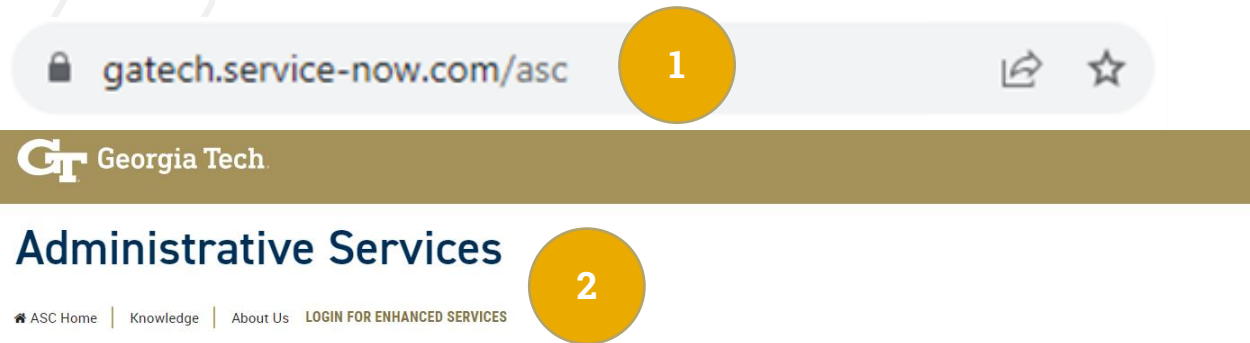 gatech.service-now.com/asc
1
GT Georgia Tech.
Administrative Services
2
ASC Home | Knowledge | About Us LOGIN FOR ENHANCED SERVICES